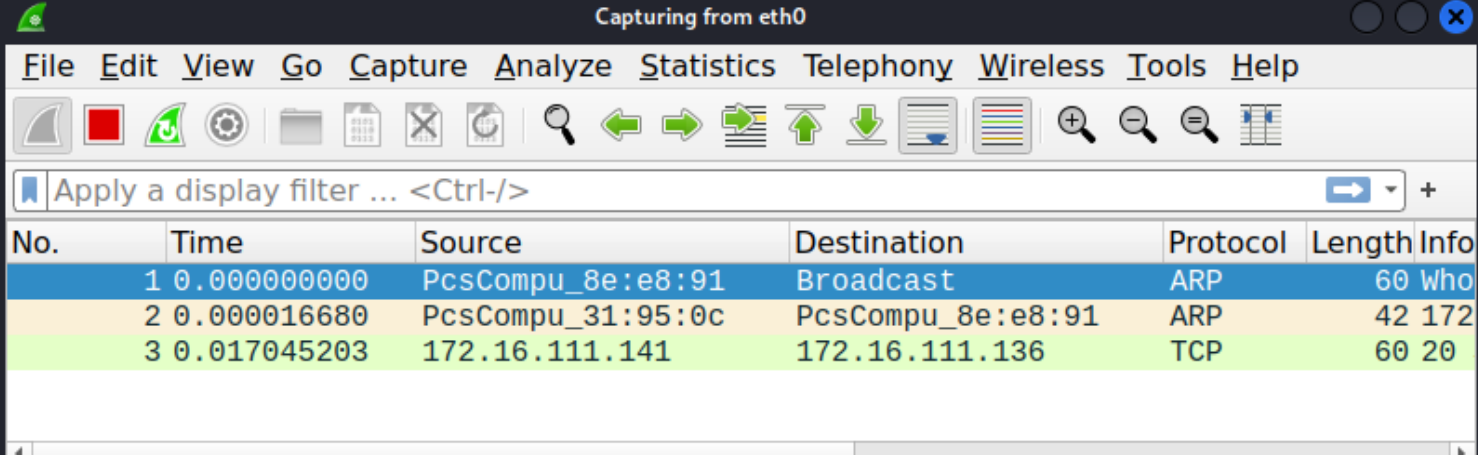 Capturing from eth0
File Edit View Go Capture Analyze Statistics Telephony Wireless Tools Help
Apply a display filter ... <Ctrl-/>
+
No. Time Source Destination Protocol Length Info
1 0.000000000 PcsCompu_8e:e8:91 Broadcast ARP 60 Who
2 0.000016680 PcsCompu_31:95:0c PcsCompu_8e:e8:91 ARP 42 172
3 0.017045203 172.16.111.141 172.16.111.136 TCP 60 20